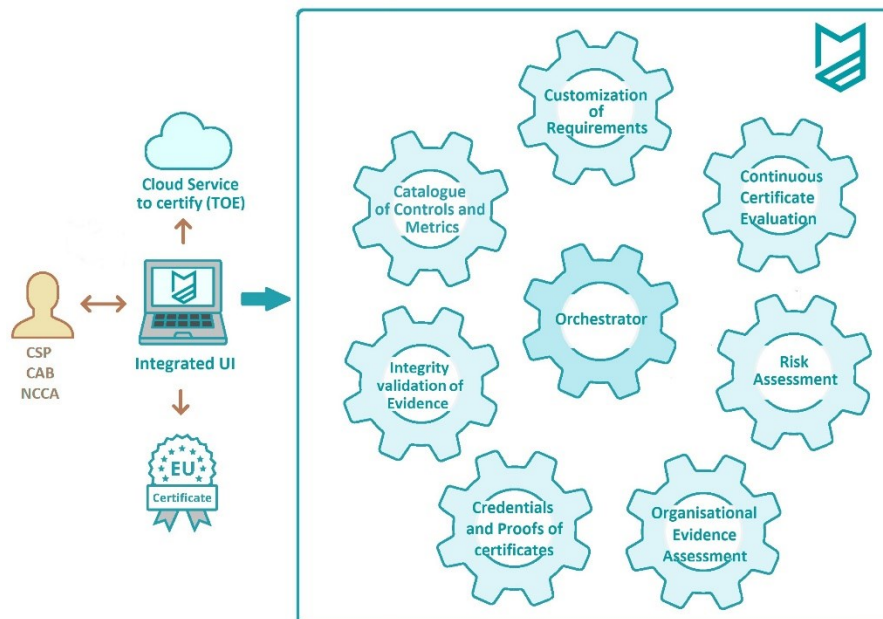 Cloud Service
to certify (TOE)
CSP
CAB
NCCA
Integrated UI
EU
Certificate
Customization
of
Requirements
Catalogue
of Controls and
Metrics
Continuous
Certificate
Evaluation
Orchestrator
Integrity
validation of
Evidence
Risk
Assessment
Credentials
and Proofs of
certificates
Organisational
Evidence
Assessment